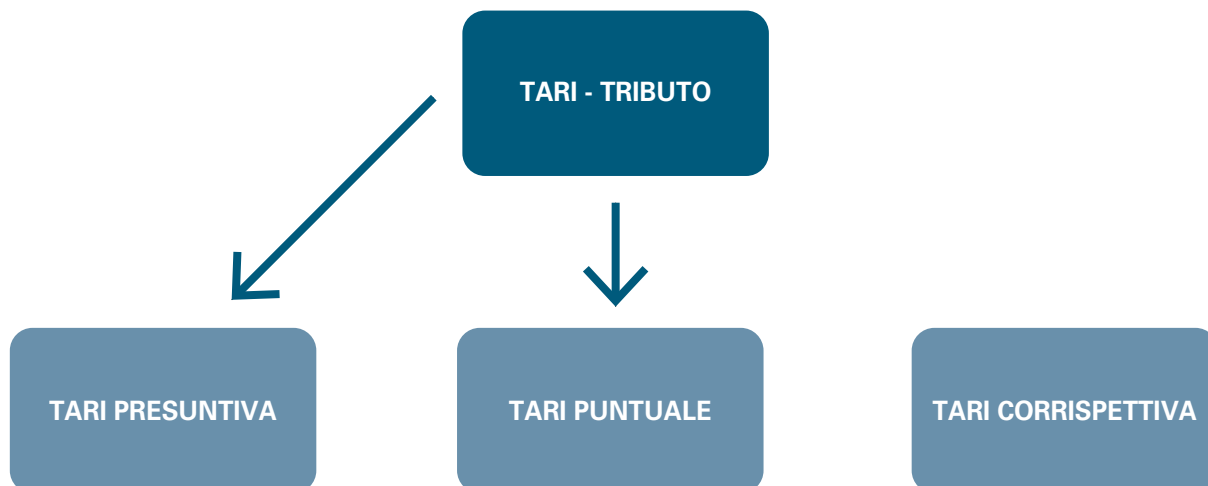 TARI - TRIBUTO
TARI PRESUNTIVA
TARI PUNTUALE
TARI CORRISPETTIVA